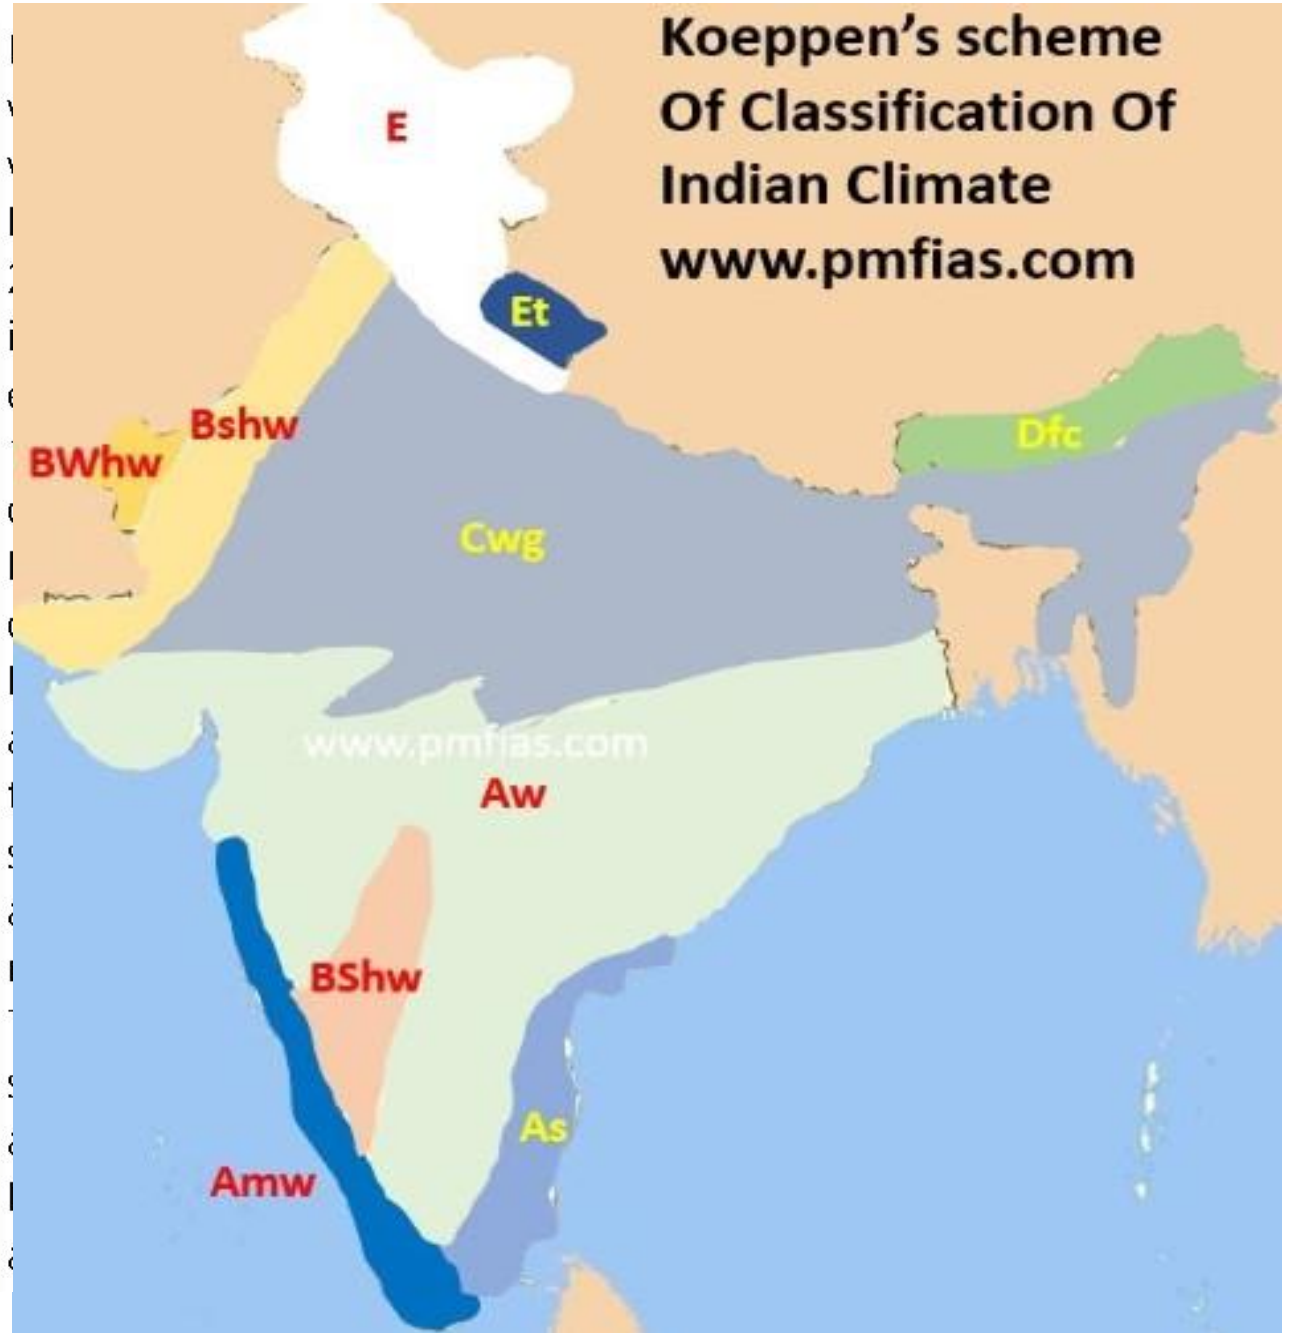 Koeppen's scheme
Of Classification Of
Indian Climate
www.pmfias.com
E
Et
Bshw
BWhw
Dfc
Cwg
www.pmfias.com
Aw
BShw
As
Amw